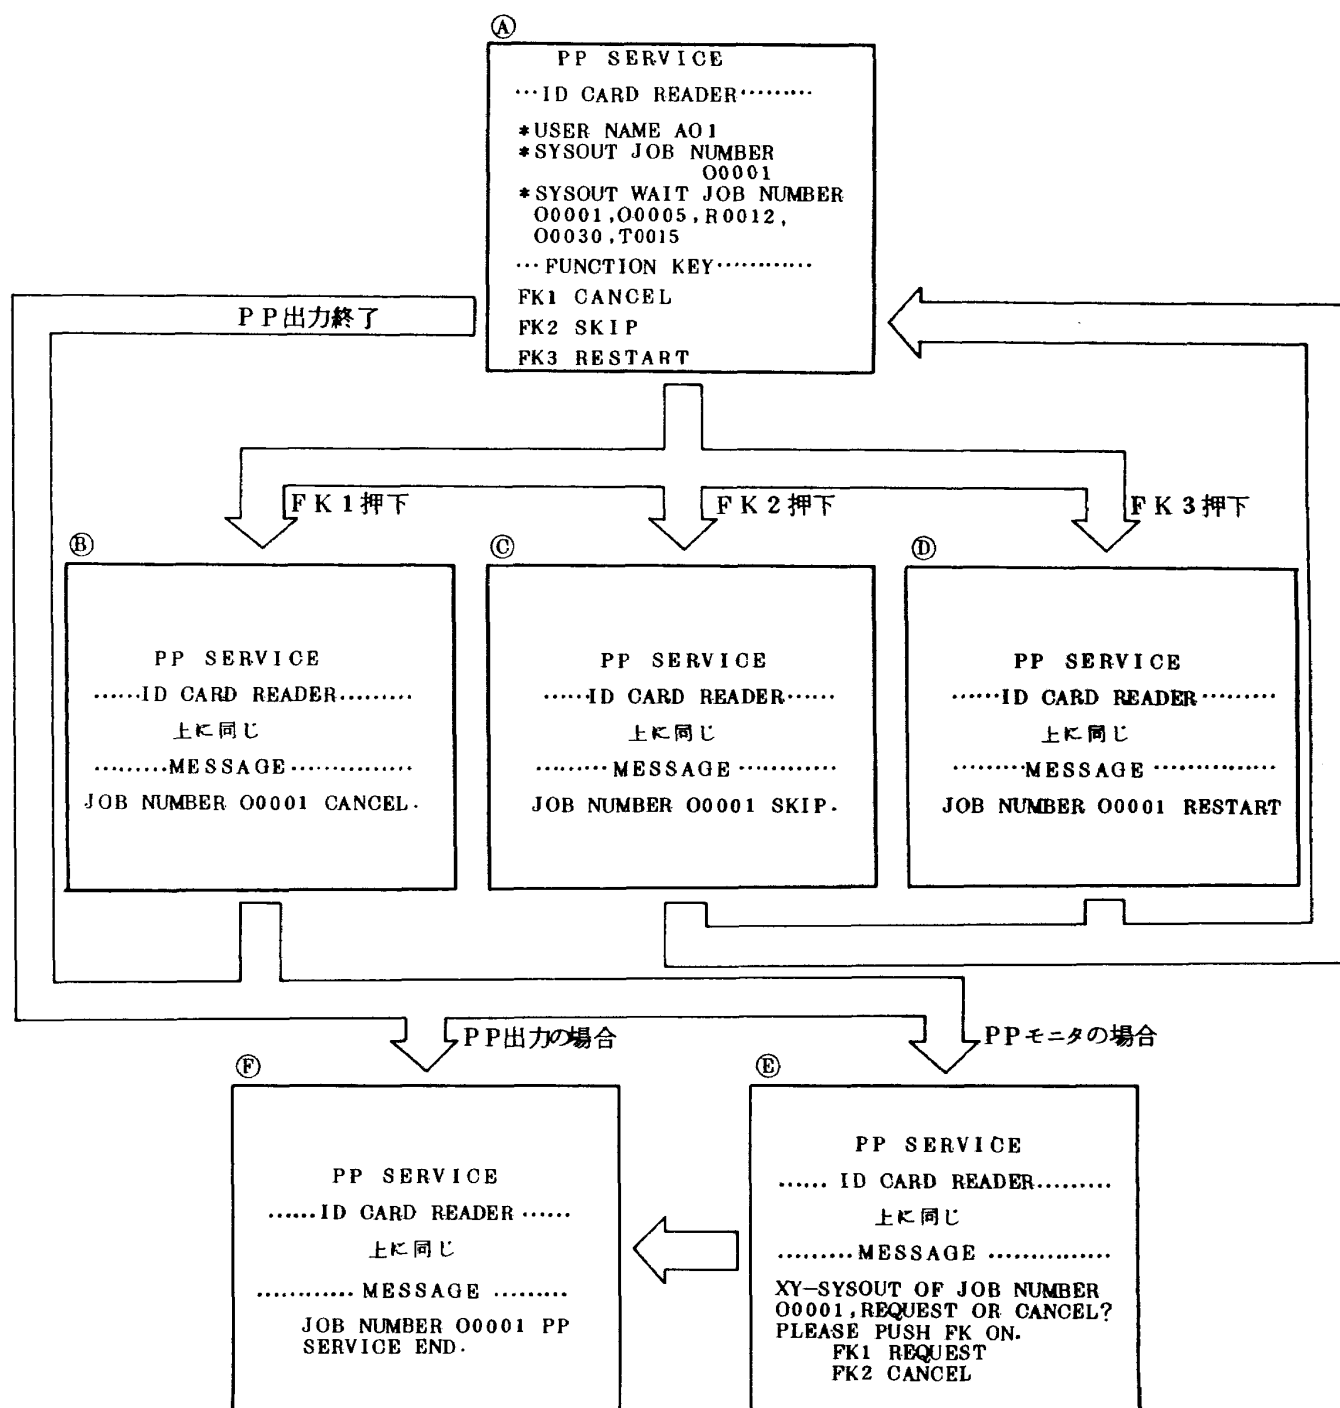 Ⓐ
PP SERVICE
···ID CARD READER·········
*USER NAME AO1
*SYSOUT JOB NUMBER
O0001
*SYSOUT WAIT JOB NUMBER
O0001,O0005,R0012,
O0030,T0015
···FUNCTION KEY············
FK1 CANCEL
FK2 SKIP
FK3 RESTART
PP出力終了
FK1押下
FK2押下
FK3押下
Ⓑ
PP SERVICE
······ID CARD READER·········
上に同じ
·········MESSAGE···············
JOB NUMBER O0001 CANCEL.
Ⓒ
PP SERVICE
······ID CARD READER······
上に同じ
·········MESSAGE············
JOB NUMBER O0001 SKIP.
Ⓓ
PP SERVICE
······ID CARD READER·········
上に同じ
·········MESSAGE···············
JOB NUMBER O0001 RESTART
PP出力の場合
PPモニタの場合
Ⓕ
PP SERVICE
······ID CARD READER······
上に同じ
············MESSAGE·········
JOB NUMBER O0001 PP
SERVICE END.
Ⓔ
PP SERVICE
······ID CARD READER·········
上に同じ
·········MESSAGE···············
XY-SYSOUT OF JOB NUMBER
O0001,REQUEST OR CANCEL?
PLEASE PUSH FK ON.
FK1 REQUEST
FK2 CANCEL